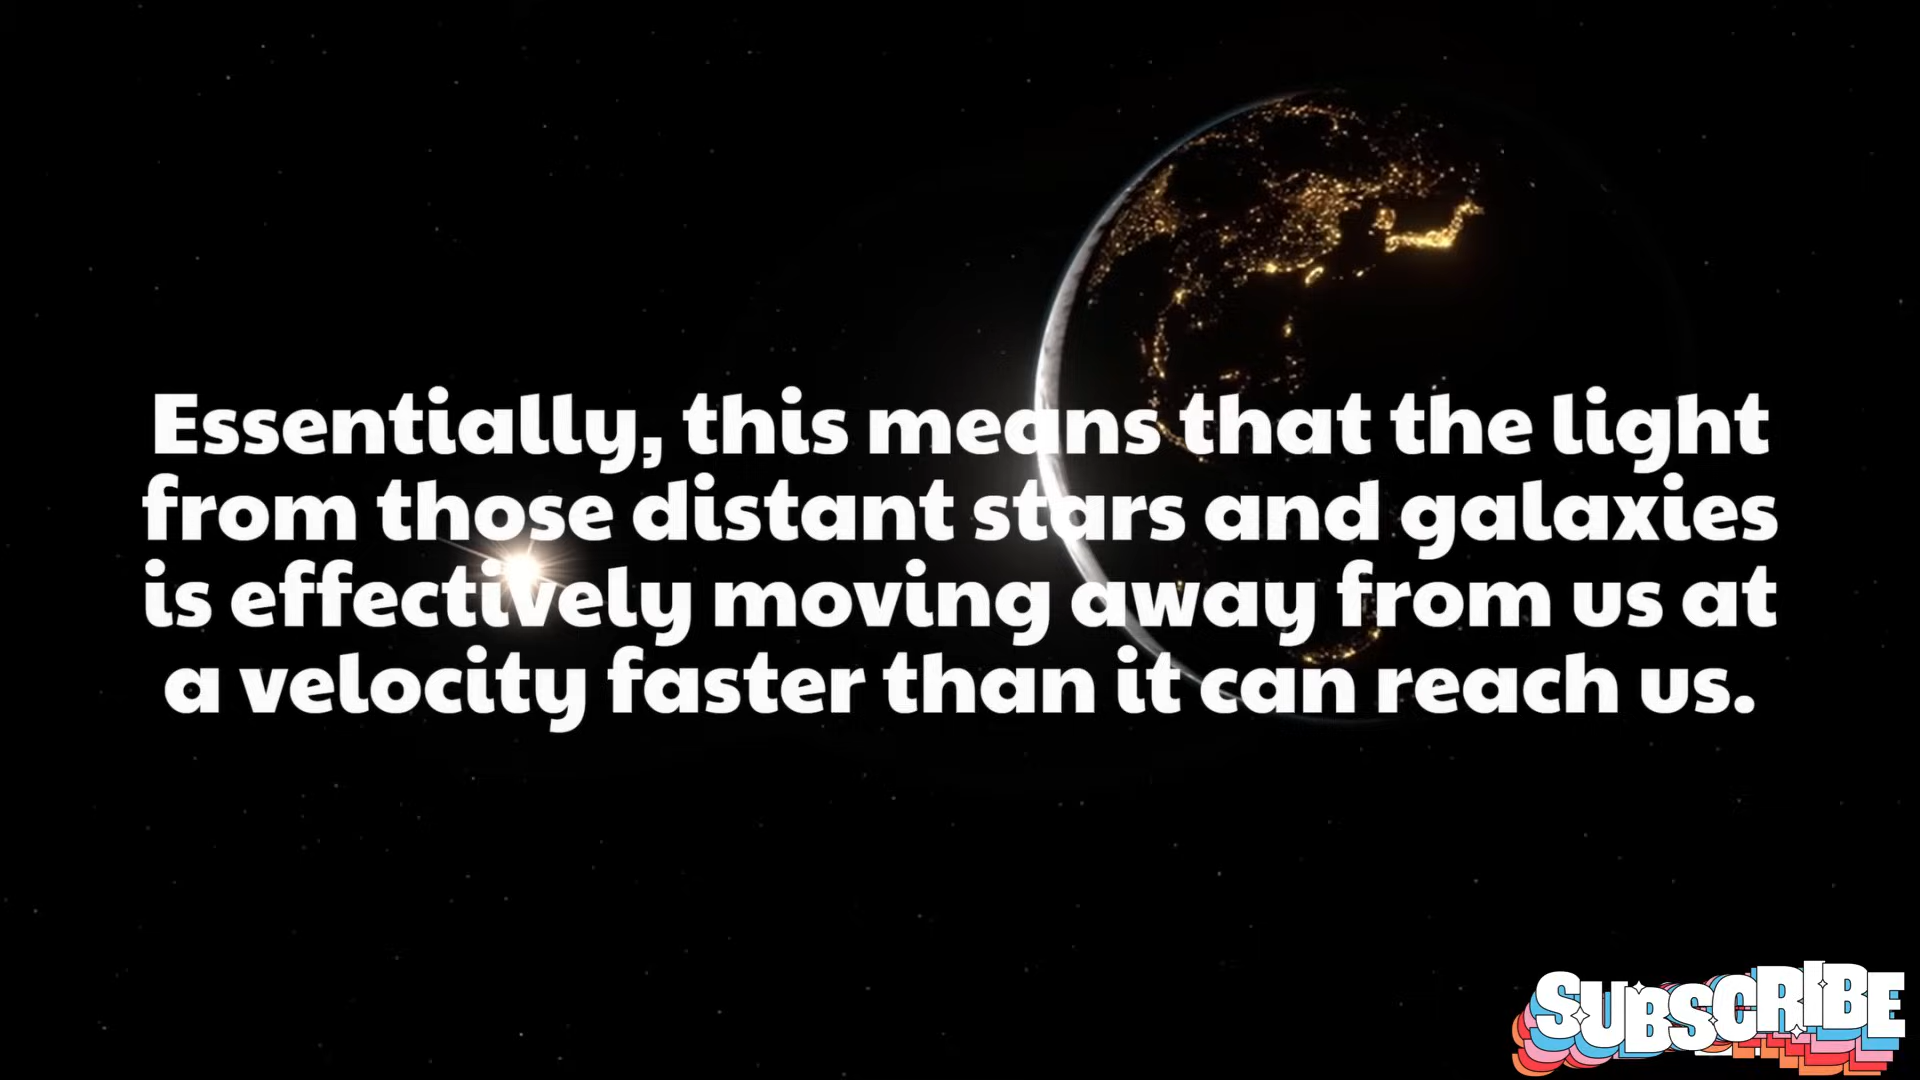 Essentially, this means that the light
from those distant stars and galaxies
is effectively moving away from us at
a velocity faster than it can reach us.
SUBSCRIBE